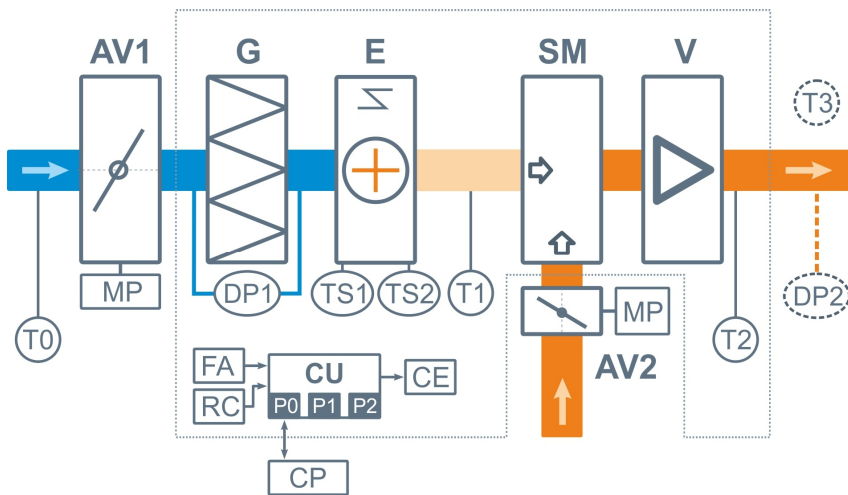 AV1
G
E
SM
V
T3
MP
DP1
TS1
TS2
T1
MP
DP2
T0
T2
AV2
FA
CU
CE
RC
P0
P1
P2
CP